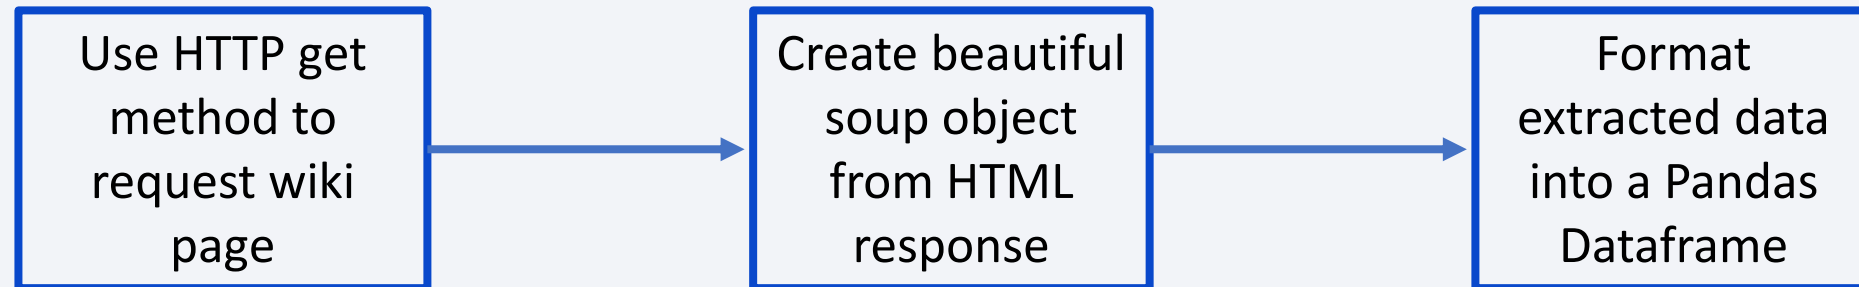 Use HTTP get
method to
request wiki
page
Create beautiful
soup object
from HTML
response
Format
extracted data
into a Pandas
Dataframe